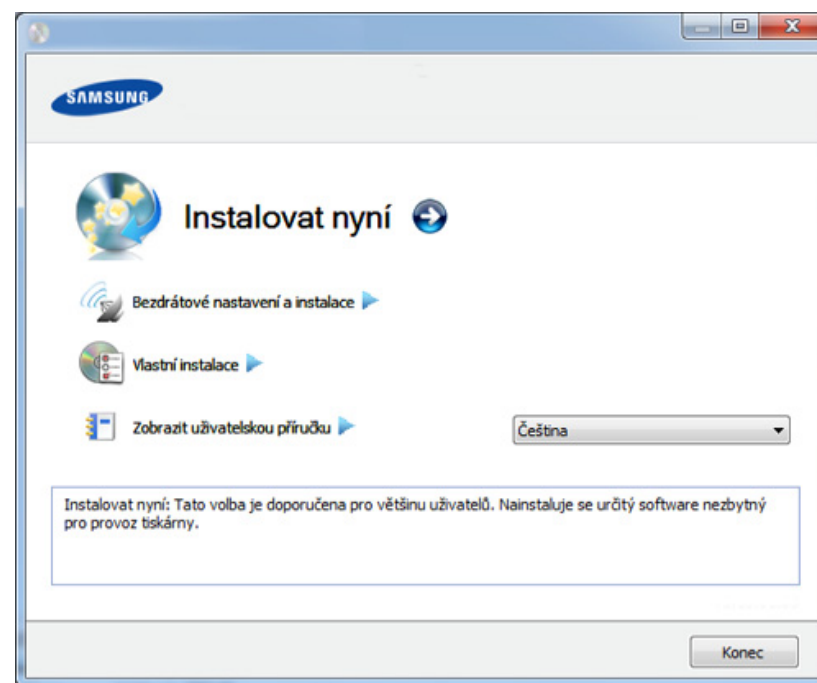 SAMSUNG
Instalovat nyní
Bezdrátové nastavení a instalace
Vlastní instalace
Zobrazit uživatelskou příručku
Čeština
Instalovat nyní: Tato volba je doporučena pro většinu uživatelů. Nainstaluje se určitý software nezbytný
pro provoz tiskárny.
Konec